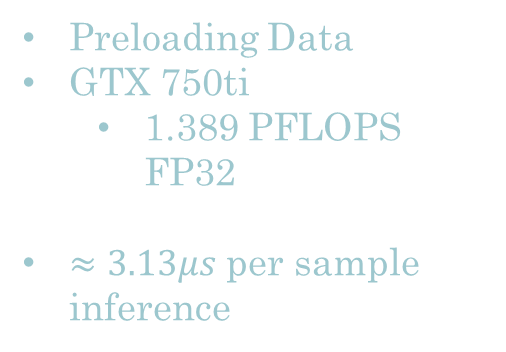 • Preloading Data
• GTX 750ti
• 1.389 PFLOPS
FP32
• ≈ 3.13μs per sample
inference